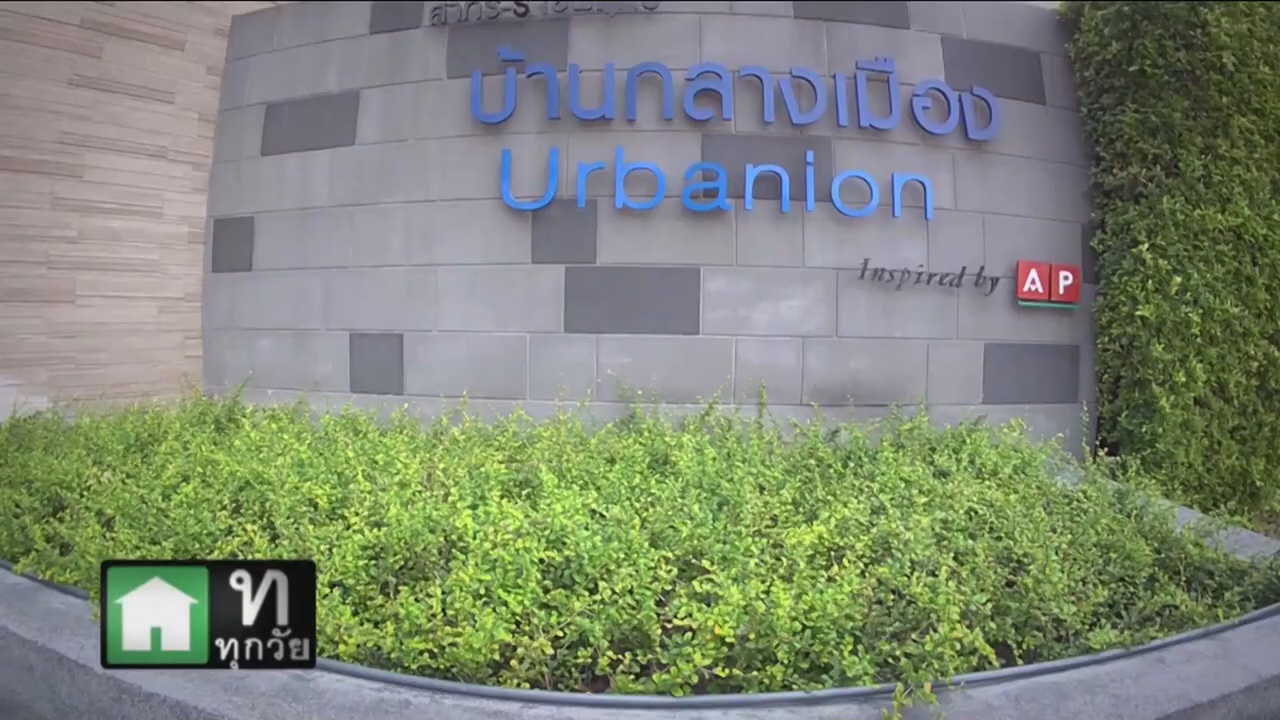 บ้านกลางเมือง
Urbanion
Inspired by AP
ท
ทุกวัย